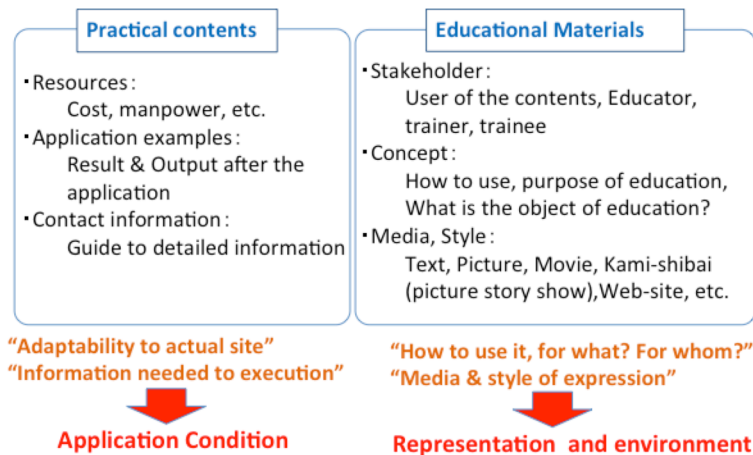 Practical contents
・Resources：
Cost, manpower, etc.
・Application examples：
Result & Output after the
application
・Contact information：
Guide to detailed information
“Adaptability to actual site”
“Information needed to execution”
Application Condition
Educational Materials
・Stakeholder：
User of the contents, Educator,
trainer, trainee
・Concept：
How to use, purpose of education,
What is the object of education?
・Media, Style：
Text, Picture, Movie, Kami-shibai
(picture story show),Web-site, etc.
“How to use it, for what? For whom?”
“Media & style of expression”
Representation and environment